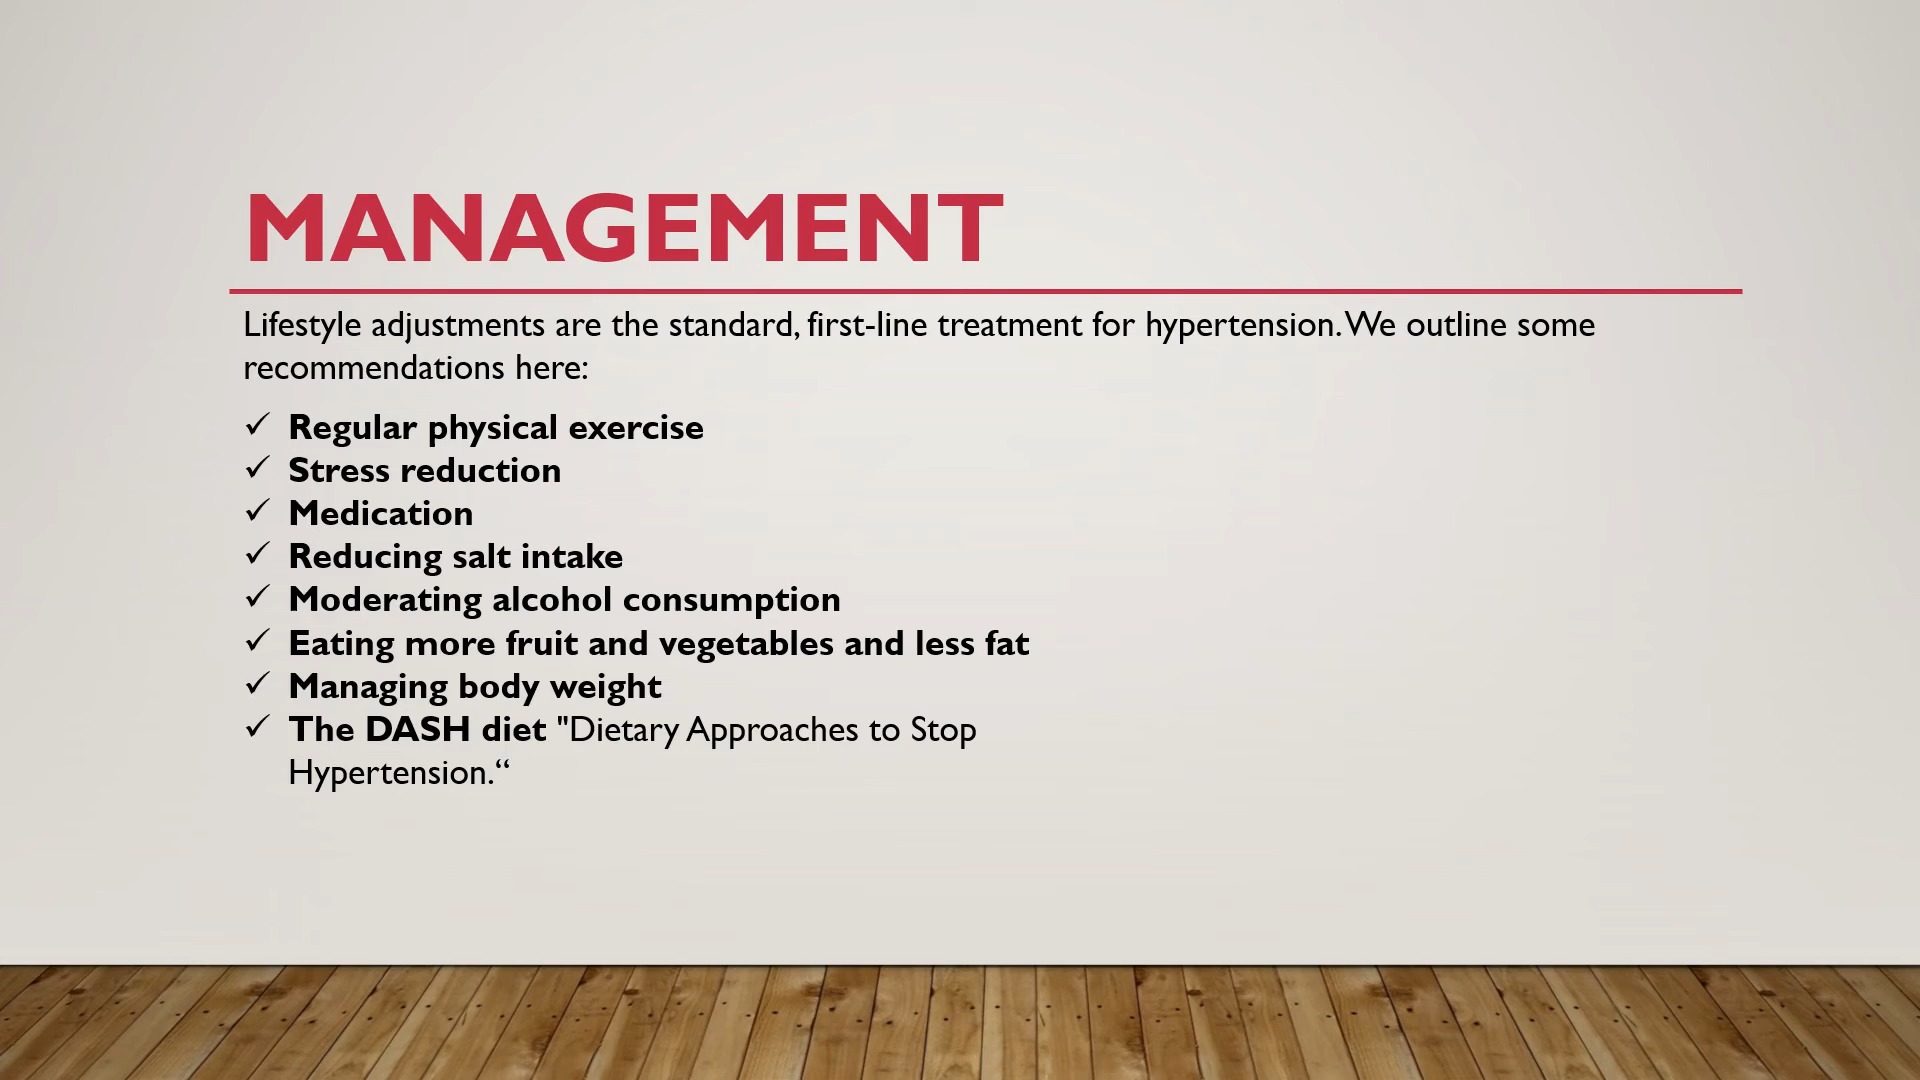 MANAGEMENT
Lifestyle adjustments are the standard, first-line treatment for hypertension. We outline some
recommendations here:
✓ Regular physical exercise
✓ Stress reduction
✓ Medication
✓ Reducing salt intake
✓ Moderating alcohol consumption
✓ Eating more fruit and vegetables and less fat
✓ Managing body weight
✓ The DASH diet "Dietary Approaches to Stop
Hypertension.“